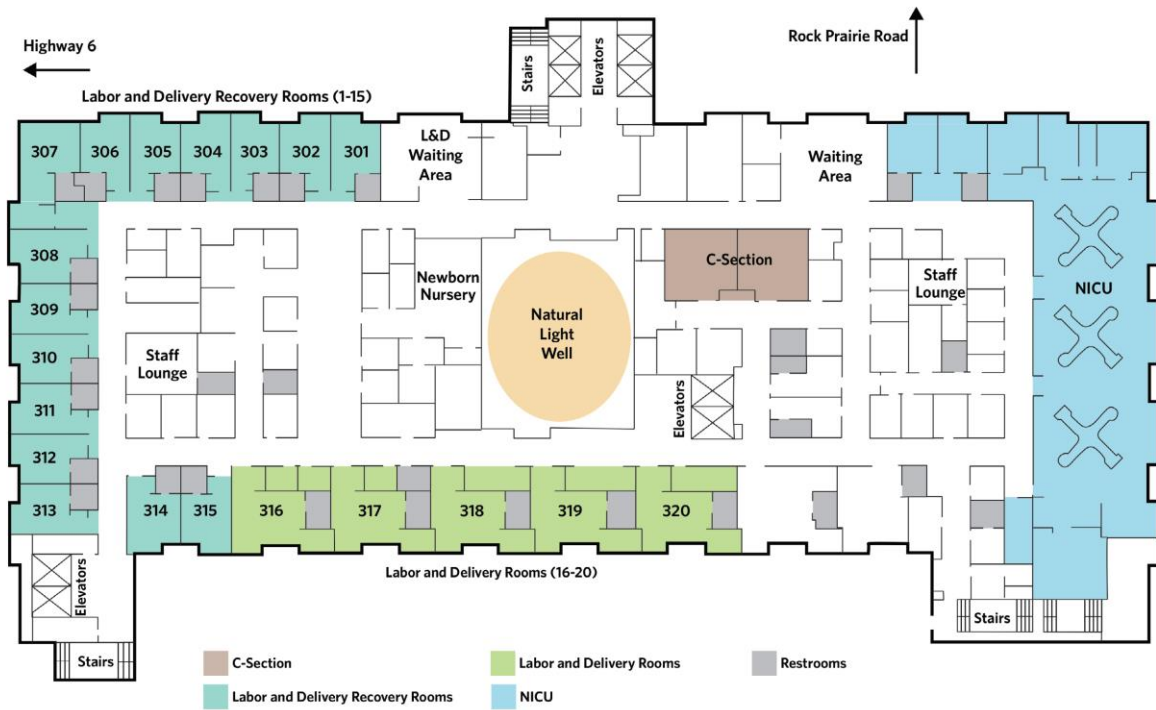 Highway 6
Rock Prairie Road
Stairs
Elevators
Labor and Delivery Recovery Rooms (1-15)
307
306
305
304
303
302
301
L&D
Waiting
Area
Waiting
Area
308
309
310
311
312
313
Newborn
Nursery
Natural
Light
Well
C-Section
Staff
Lounge
NICU
Staff
Lounge
Elevators
314
315
316
317
318
319
320
Labor and Delivery Rooms (16-20)
Elevators
Stairs
Stairs
C-Section
Labor and Delivery Rooms
Restrooms
Labor and Delivery Recovery Rooms
NICU